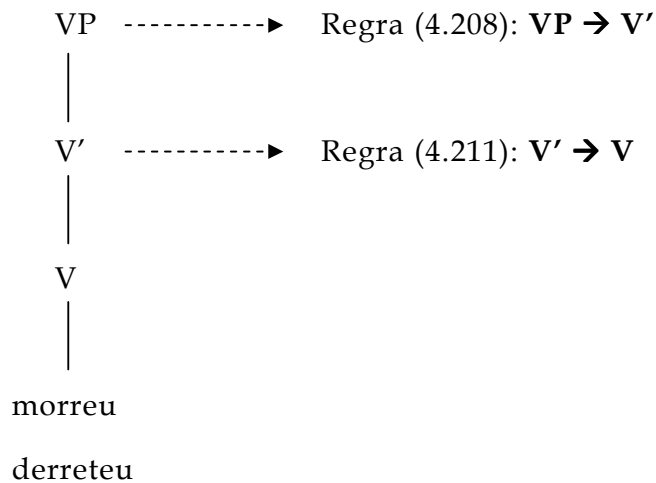 VP Regra (4.208): VP → V′
V′ Regra (4.211): V′ → V
V
morreu
derreteu